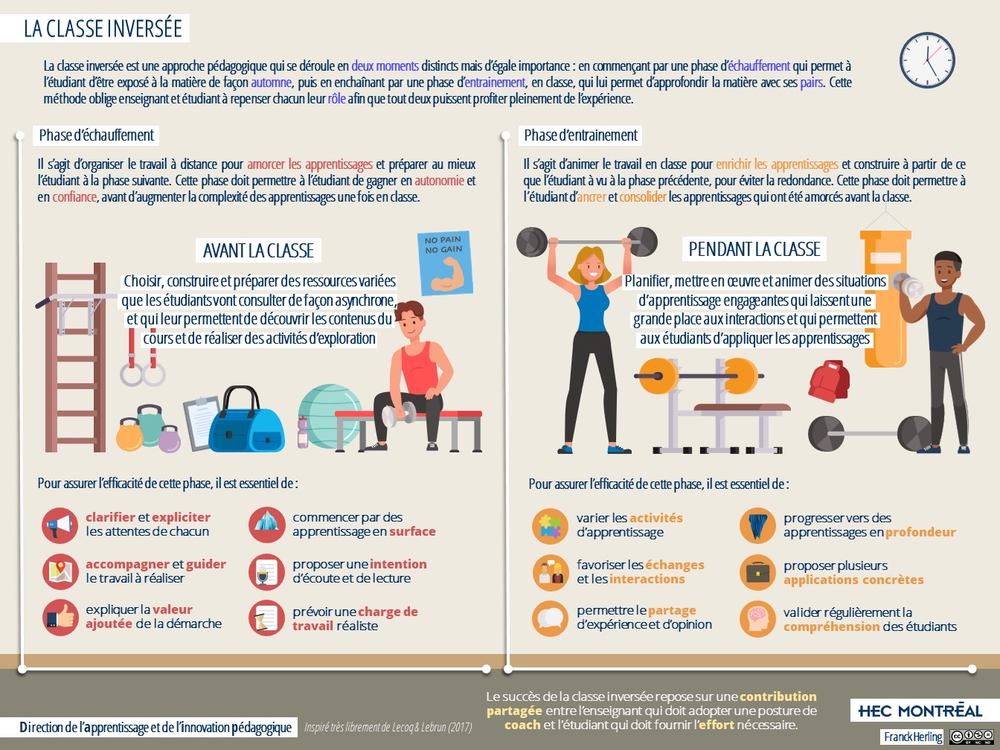 LA CLASSE INVERSÉE
La classe inversée est une approche pédagogique qui se déroule en deux moments distincts mais d'égale importance : en commençant par une phase d'échauffement qui permet à
l'étudiant d'être exposé à la matière de façon automne, puis en enchaînant par une phase d'entrainement, en classe, qui lui permet d'approfondir la matière avec ses pairs. Cette
méthode oblige enseignant et étudiant à repenser chacun leur rôle afin que tout deux puissent profiter pleinement de l'expérience.
Phase d'échauffement
Il s'agit d'organiser le travail à distance pour amorcer les apprentissages et préparer au mieux
l'étudiant à la phase suivante. Cette phase doit permettre à l'étudiant de gagner en autonomie et
en confiance, avant d'augmenter la complexité des apprentissages une fois en classe.
AVANT LA CLASSE
NO PAIN
NO GAIN
Choisir, construire et préparer des ressources variées
que les étudiants vont consulter de façon asynchrone,
et qui leur permettent de découvrir les contenus du
cours et de réaliser des activités d'exploration
Pour assurer l'efficacité de cette phase, il est essentiel de :
clarifier et expliciter
les attentes de chacun
accompagner et guider
le travail à réaliser
expliquer la valeur
ajoutée de la démarche
commencer par des
apprentissage en surface
proposer une intention
d'écoute et de lecture
prévoir une charge de
travail réaliste
Phase d'entrainement
Il s'agit d'animer le travail en classe pour enrichir les apprentissages et construire à partir de ce
que l'étudiant à vu à la phase précédente, pour éviter la redondance. Cette phase doit permettre à
l'étudiant d'ancrer et consolider les apprentissages qui ont été amorcés avant la classe.
PENDANT LA CLASSE
Planifier, mettre en œuvre et animer des situations
d'apprentissage engageantes qui laissent une
grande place aux interactions et qui permettent
aux étudiants d'appliquer les apprentissages
Pour assurer l'efficacité de cette phase, il est essentiel de :
varier les activités
d'apprentissage
favoriser les échanges
et les interactions
permettre le partage
d'expérience et d'opinion
progresser vers des
apprentissages en profondeur
proposer plusieurs
applications concrètes
valider régulièrement la
compréhension des étudiants
Le succès de la classe inversée repose sur une contribution
partagée entre l'enseignant qui doit adopter une posture de
coach et l'étudiant qui doit fournir l'effort nécessaire.
Direction de l'apprentissage et de l'innovation pédagogique
Inspiré très librement de Lecoq & Lebrun (2017)
HEC MONTRĒAL
Franck Herling
CC BY NC ND